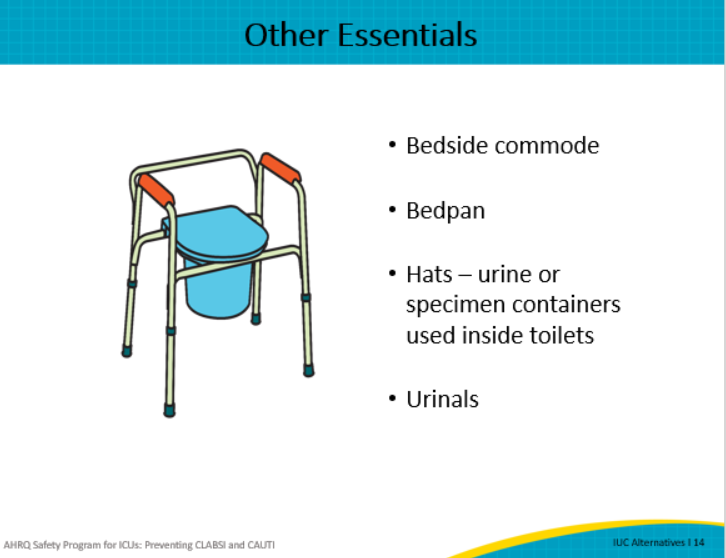 Other Essentials
• Bedside commode
• Bedpan
• Hats – urine or
specimen containers
used inside toilets
• Urinals
AHRQ Safety Program for ICUs: Preventing CLABSI and CAUTI
IUC Alternatives I 14